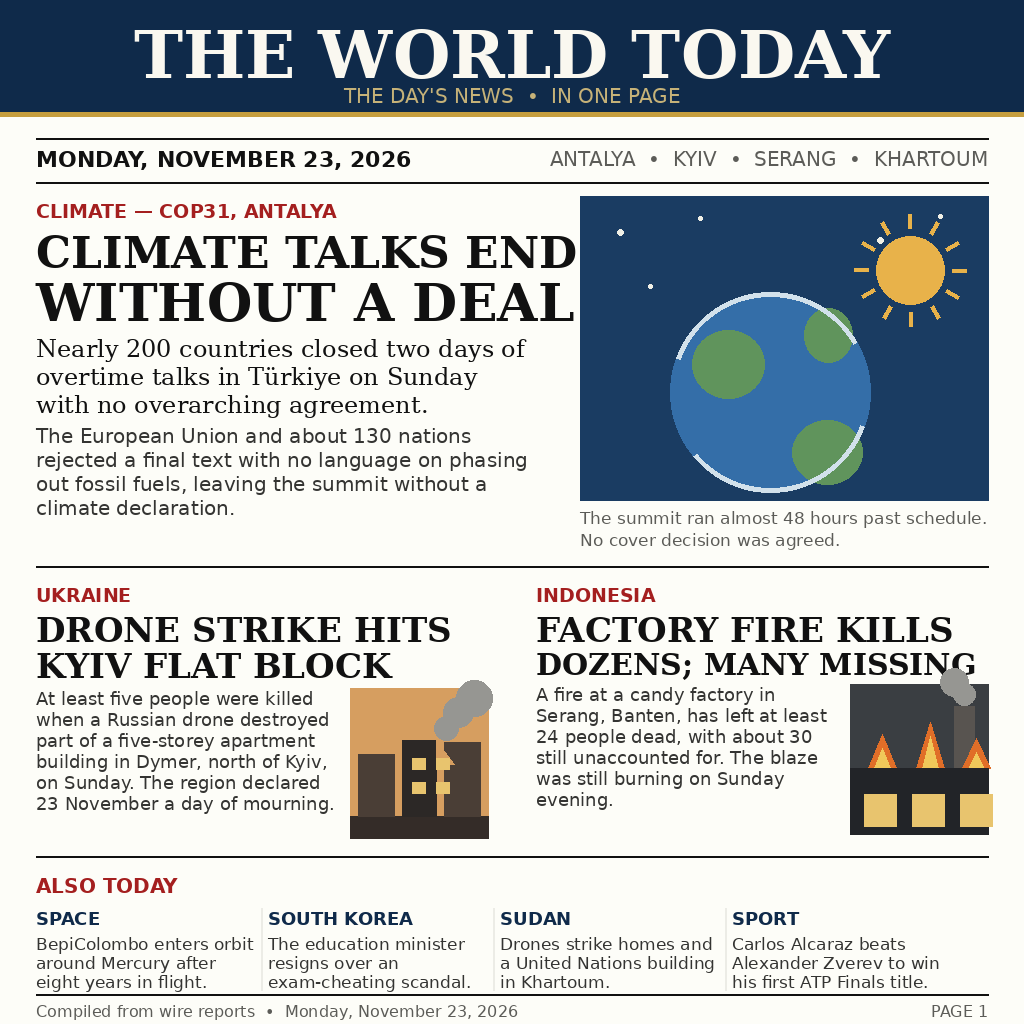 THE WORLD TODAY
THE DAY'S NEWS • IN ONE PAGE
MONDAY, NOVEMBER 23, 2026
ANTALYA • KYIV • SERANG • KHARTOUM
CLIMATE — COP31, ANTALYA
CLIMATE TALKS END
WITHOUT A DEAL
Nearly 200 countries closed two days of
overtime talks in Türkiye on Sunday
with no overarching agreement.
The European Union and about 130 nations
rejected a final text with no language on phasing
out fossil fuels, leaving the summit without a
climate declaration.
The summit ran almost 48 hours past schedule.
No cover decision was agreed.
UKRAINE
DRONE STRIKE HITS
KYIV FLAT BLOCK
At least five people were killed
when a Russian drone destroyed
part of a five-storey apartment
building in Dymer, north of Kyiv,
on Sunday. The region declared
23 November a day of mourning.
INDONESIA
FACTORY FIRE KILLS
DOZENS; MANY MISSING
A fire at a candy factory in
Serang, Banten, has left at least
24 people dead, with about 30
still unaccounted for. The blaze
was still burning on Sunday
evening.
ALSO TODAY
SPACE
BepiColombo enters orbit
around Mercury after
eight years in flight.
SOUTH KOREA
The education minister
resigns over an
exam-cheating scandal.
SUDAN
Drones strike homes and
a United Nations building
in Khartoum.
SPORT
Carlos Alcaraz beats
Alexander Zverev to win
his first ATP Finals title.
Compiled from wire reports • Monday, November 23, 2026
PAGE 1